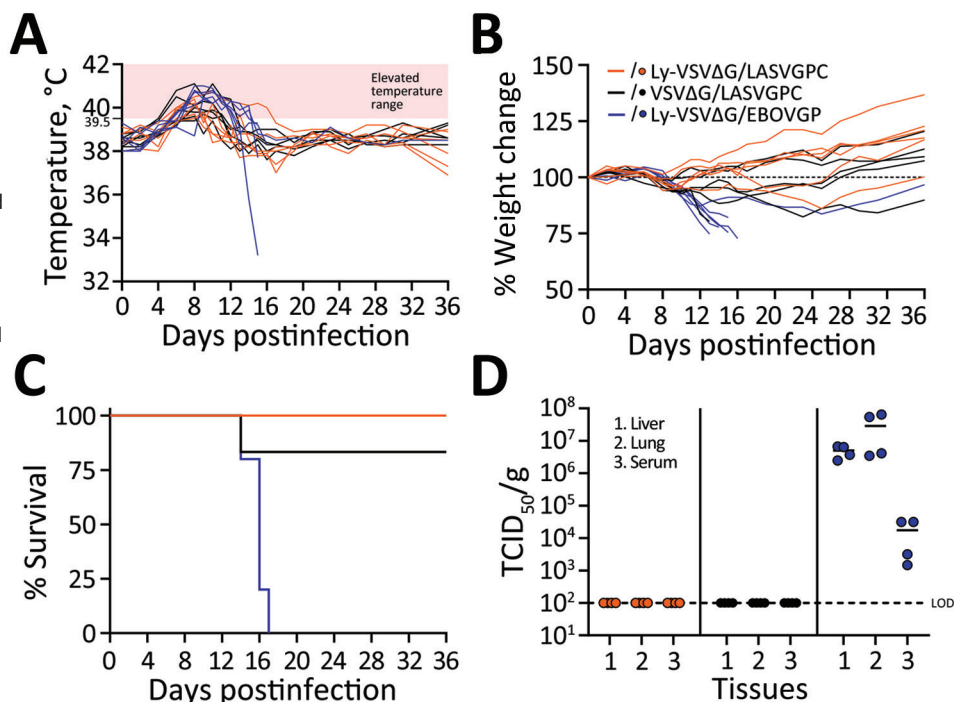 A
42
40
39.5
38
36
34
32
Temperature, °C
Elevated
temperature
range
0 4 8 12 16 20 24 28 32 36
Days postinfection
B
150
125
100
75
50
% Weight change
/ Ly-VSVΔG/LASVGPC
/ VSVΔG/LASVGPC
/ Ly-VSVΔG/EBOVGP
0 4 8 12 16 20 24 28 32 36
Days postinfection
C
100
75
50
25
0
% Survival
0 4 8 12 16 20 24 28 32 36
Days postinfection
D
10⁸
10⁷
10⁶
10⁵
10⁴
10³
10²
10¹
TCID₅₀/g
1. Liver
2. Lung
3. Serum
LOD
1 2 3 1 2 3 1 2 3
Tissues